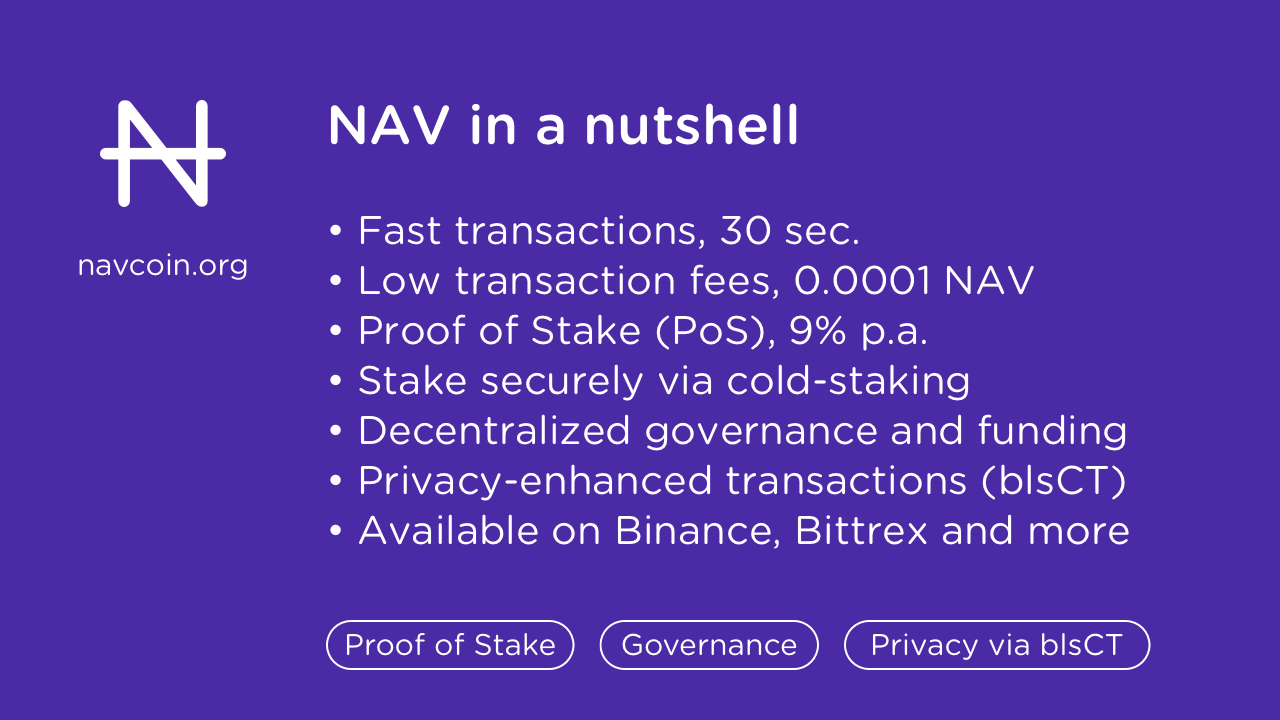 NAV in a nutshell
navcoin.org
• Fast transactions, 30 sec.
• Low transaction fees, 0.0001 NAV
• Proof of Stake (PoS), 9% p.a.
• Stake securely via cold-staking
• Decentralized governance and funding
• Privacy-enhanced transactions (blsCT)
• Available on Binance, Bittrex and more
Proof of Stake
Governance
Privacy via blsCT